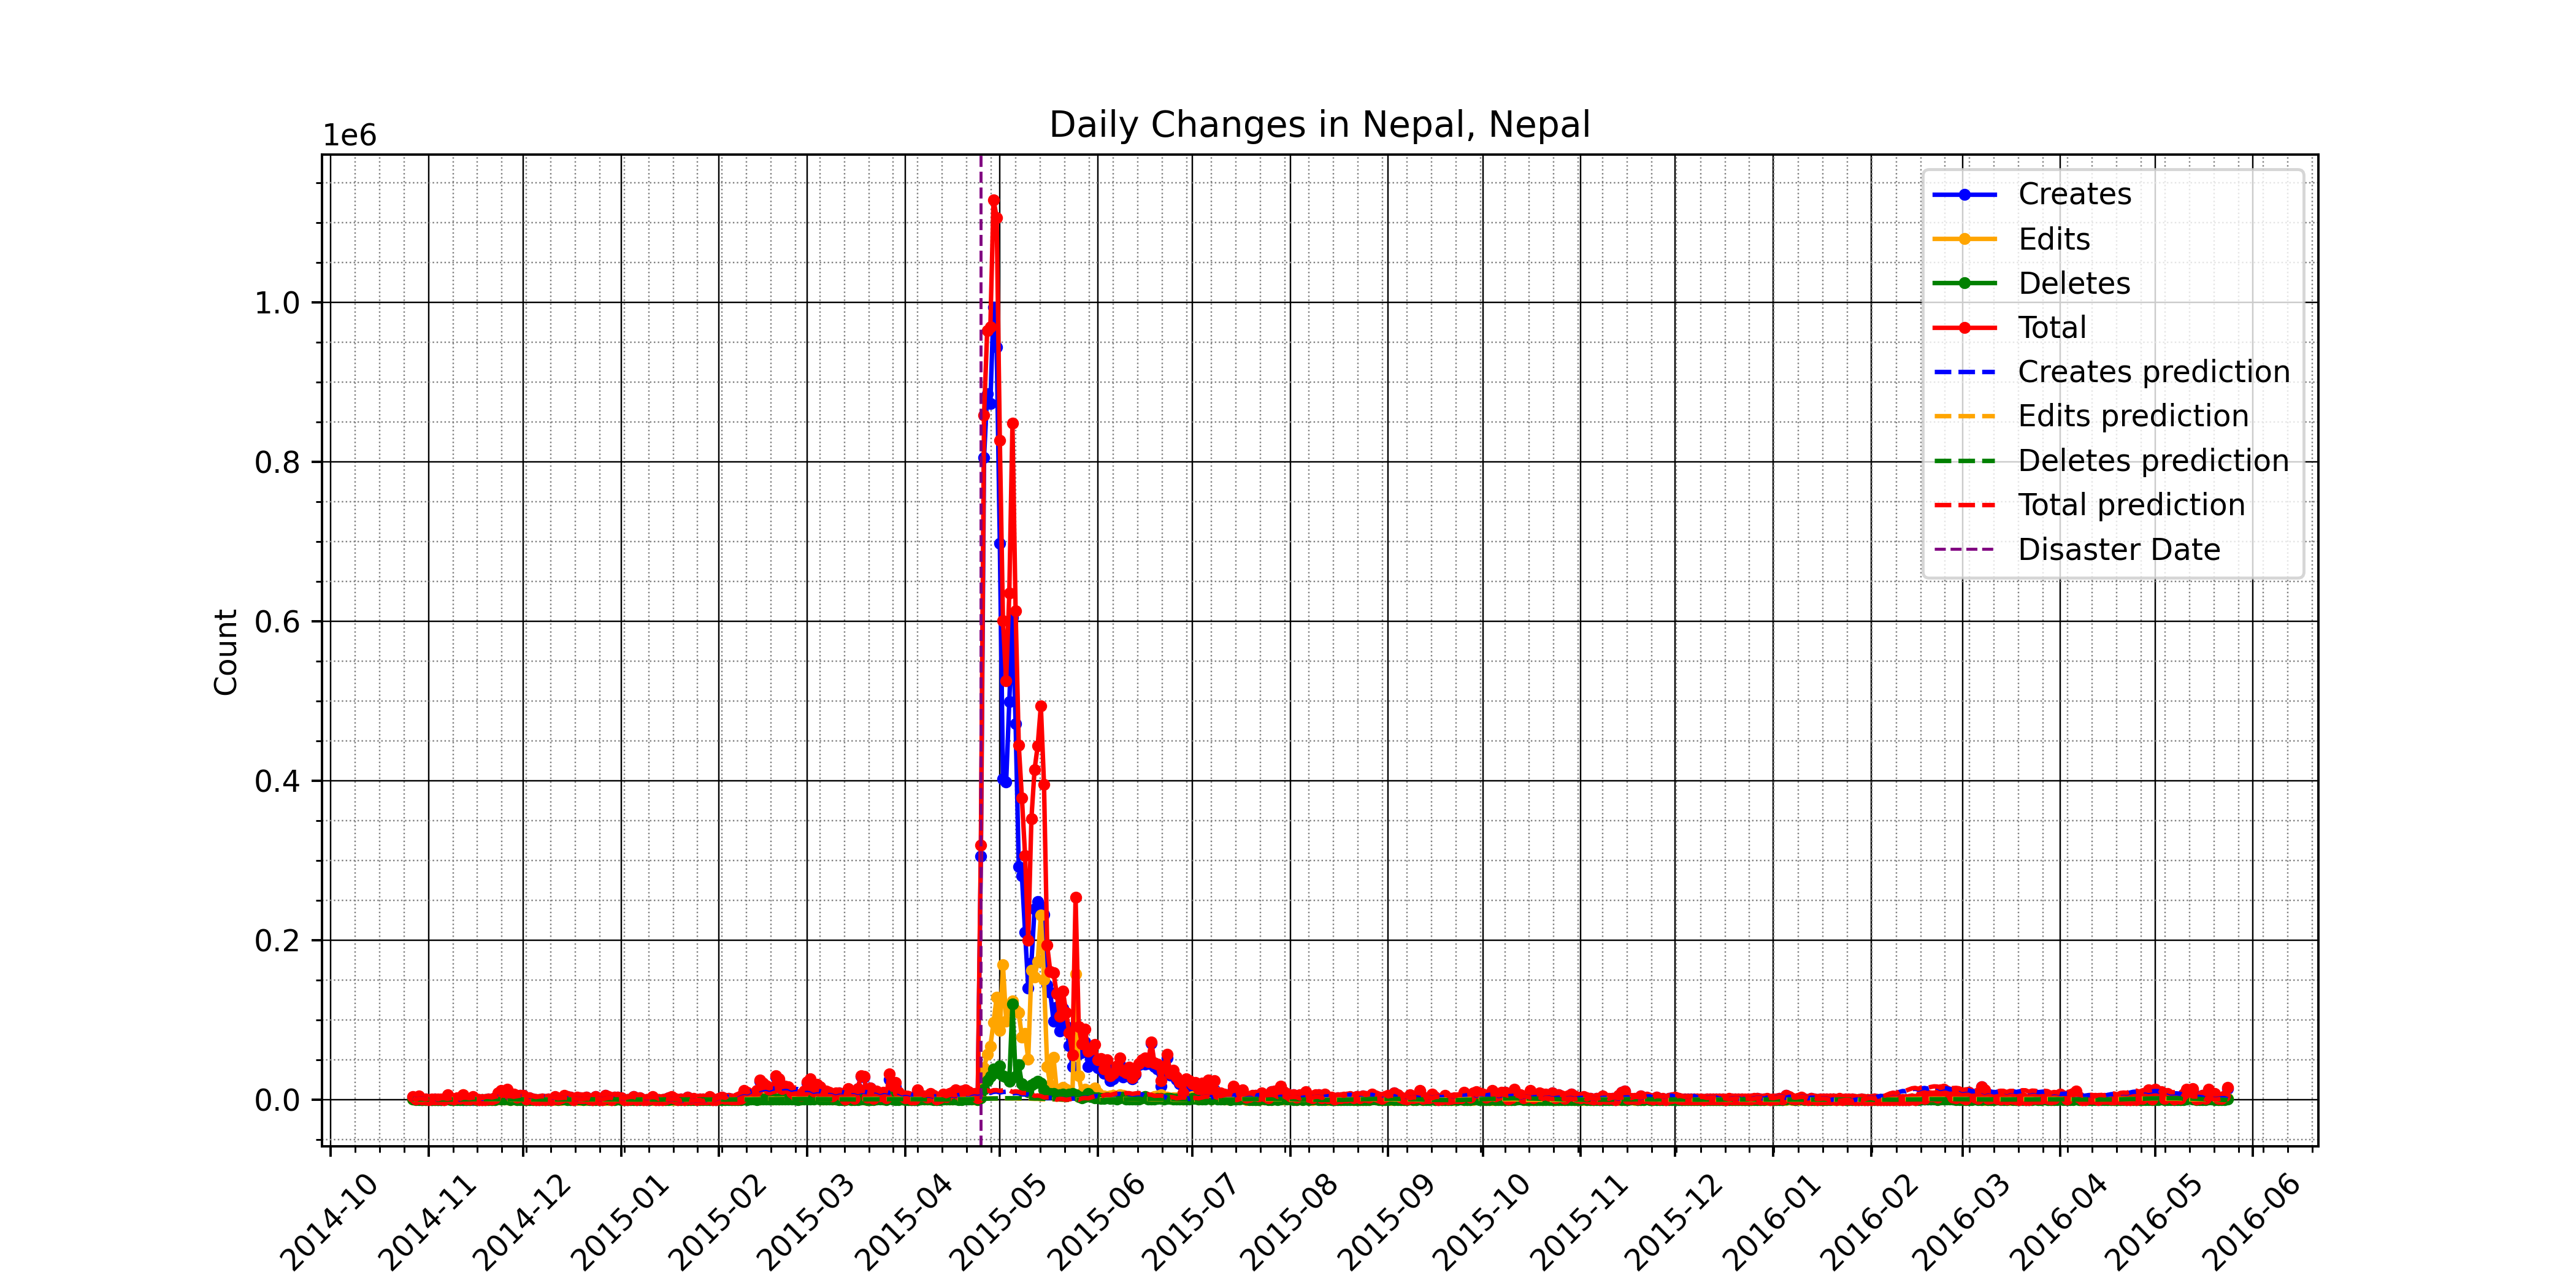 Daily Changes in Nepal, Nepal
1e6
Count
1.0
0.8
0.6
0.4
0.2
0.0
Creates
Edits
Deletes
Total
Creates prediction
Edits prediction
Deletes prediction
Total prediction
Disaster Date
2014-10
2014-11
2014-12
2015-01
2015-02
2015-03
2015-04
2015-05
2015-06
2015-07
2015-08
2015-09
2015-10
2015-11
2015-12
2016-01
2016-02
2016-03
2016-04
2016-05
2016-06